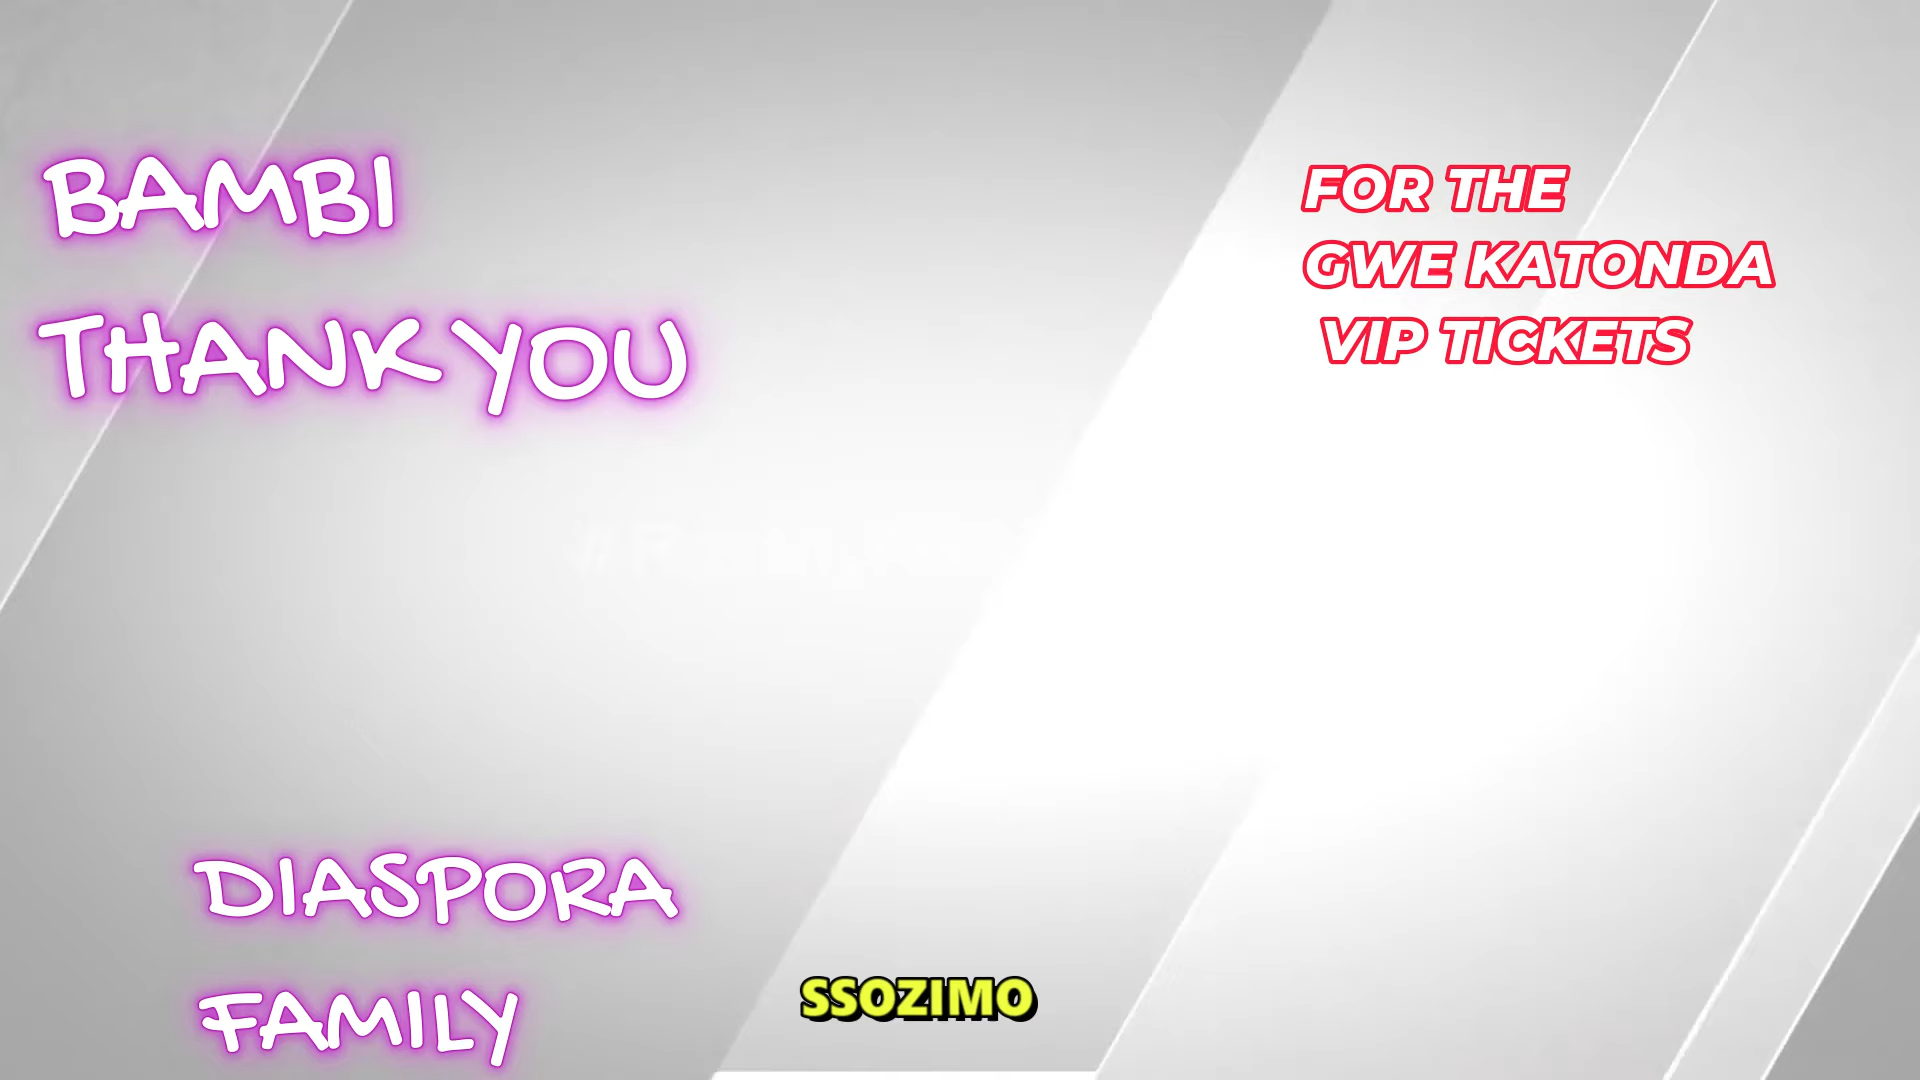 BAMBI
THANK YOU
FOR THE
GWE KATONDA
VIP TICKETS
DIASPORA
FAMILY
SSOZIMO